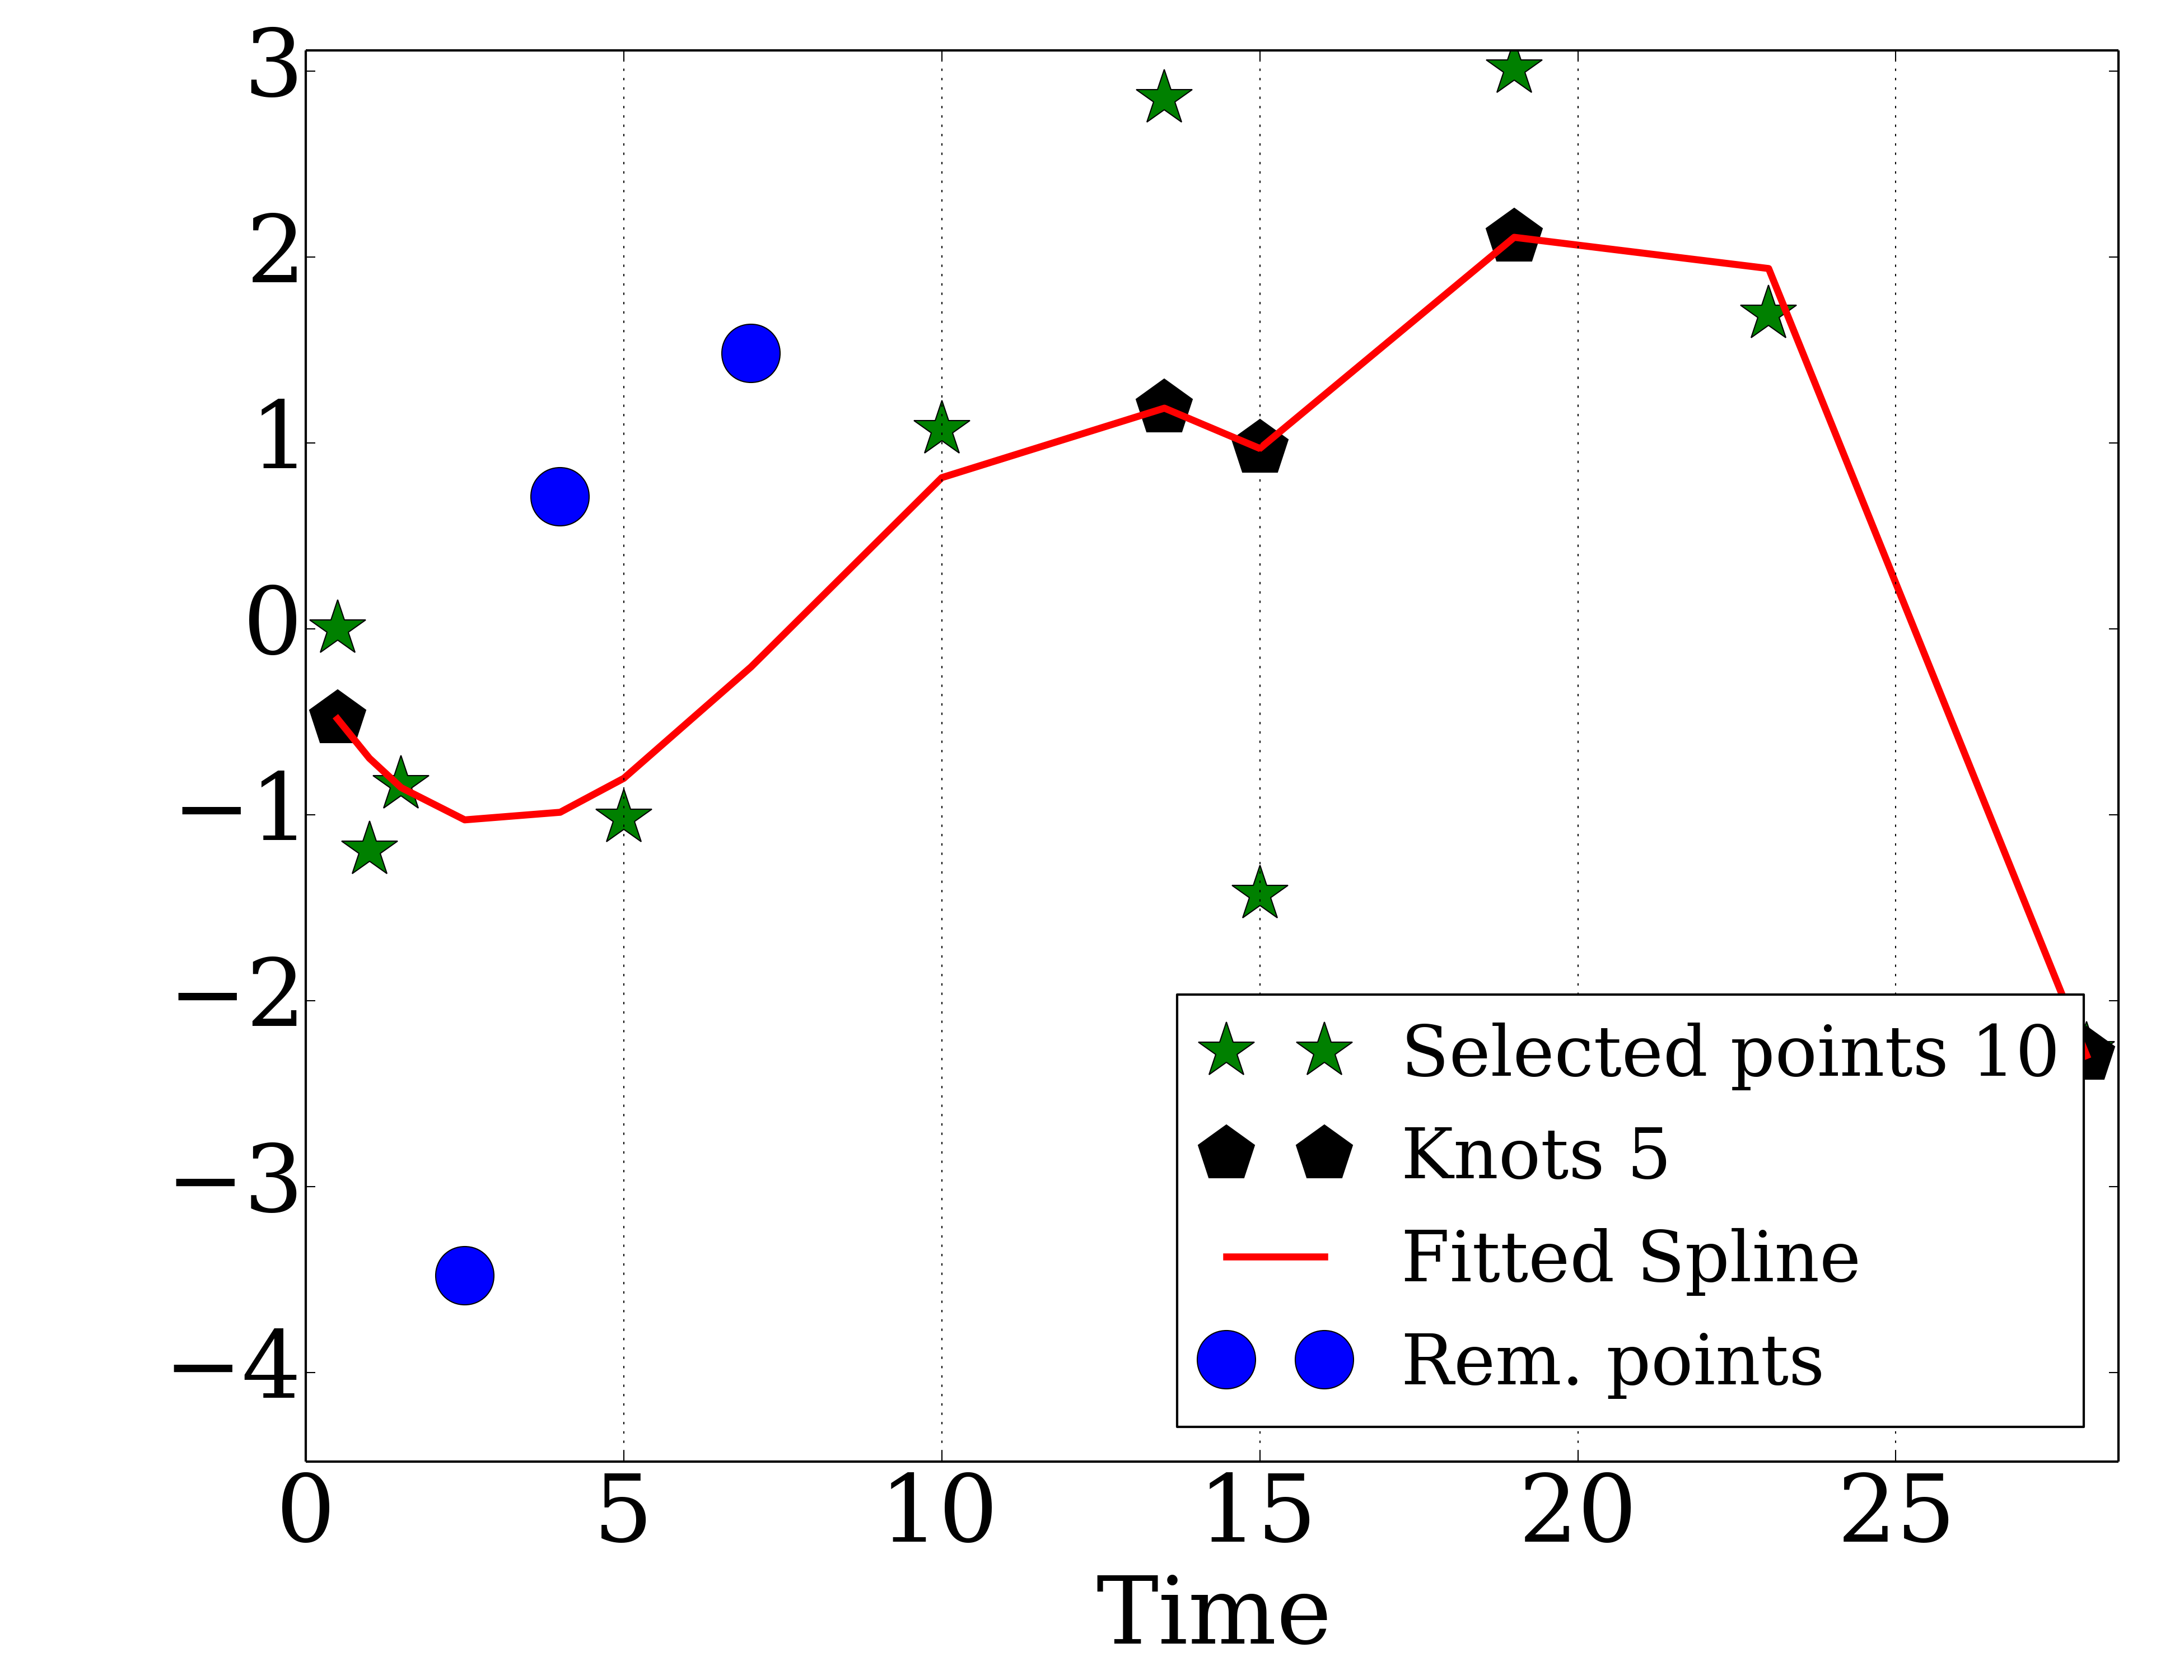 3
2
1
0
−1
−2
−3
−4
Selected points 10
Knots 5
Fitted Spline
Rem. points
0 5 10 15 20 25
Time